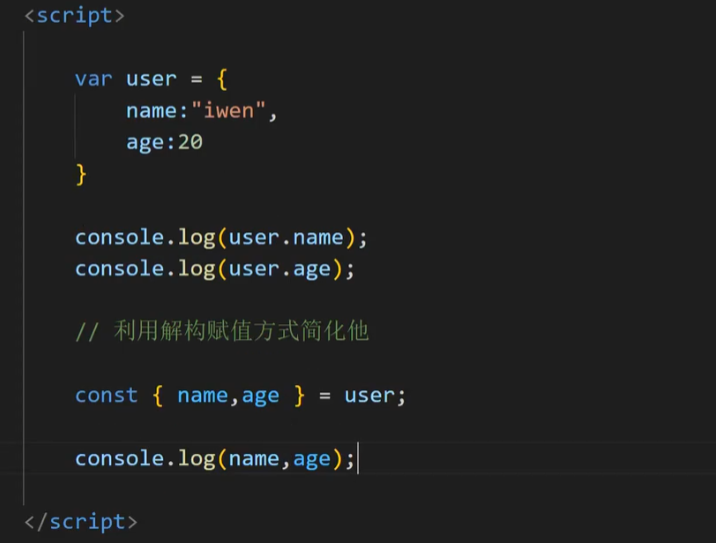 <script>
var user = {
name:"iwen",
age:20
}
console.log(user.name);
console.log(user.age);
// 利用解构赋值方式简化他
const { name,age } = user;
console.log(name,age);
</script>